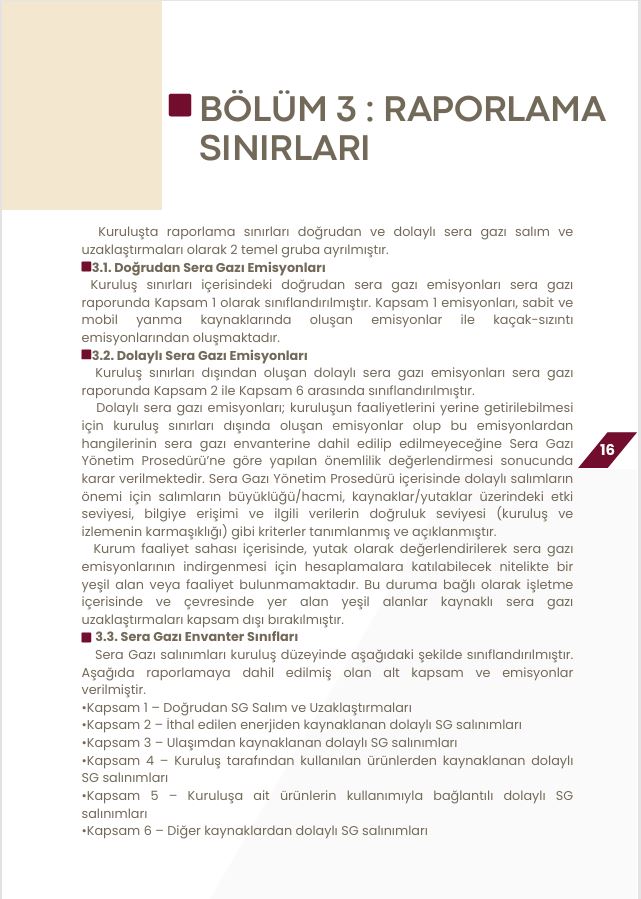 BÖLÜM 3 : RAPORLAMA
SINIRLARI
Kuruluşta raporlama sınırları doğrudan ve dolaylı sera gazı salım ve
uzaklaştırmaları olarak 2 temel gruba ayrılmıştır.
3.1. Doğrudan Sera Gazı Emisyonları
Kuruluş sınırları içerisindeki doğrudan sera gazı emisyonları sera gazı
raporunda Kapsam 1 olarak sınıflandırılmıştır. Kapsam 1 emisyonları, sabit ve
mobil yanma kaynaklarında oluşan emisyonlar ile kaçak-sızıntı
emisyonlarından oluşmaktadır.
3.2. Dolaylı Sera Gazı Emisyonları
Kuruluş sınırları dışından oluşan dolaylı sera gazı emisyonları sera gazı
raporunda Kapsam 2 ile Kapsam 6 arasında sınıflandırılmıştır.
Dolaylı sera gazı emisyonları; kuruluşun faaliyetlerini yerine getirilebilmesi
için kuruluş sınırları dışında oluşan emisyonlar olup bu emisyonlardan
hangilerinin sera gazı envanterine dahil edilip edilmeyeceğine Sera Gazı
Yönetim Prosedürü'ne göre yapılan önemlilik değerlendirmesi sonucunda
karar verilmektedir. Sera Gazı Yönetim Prosedürü içerisinde dolaylı salımların
önemi için salımların büyüklüğü/hacmi, kaynaklar/yutaklar üzerindeki etki
seviyesi, bilgiye erişimi ve ilgili verilerin doğruluk seviyesi (kuruluş ve
izlemenin karmaşıklığı) gibi kriterler tanımlanmış ve açıklanmıştır.
Kurum faaliyet sahası içerisinde, yutak olarak değerlendirilerek sera gazı
emisyonlarının indirgenmesi için hesaplamalara katılabilecek nitelikte bir
yeşil alan veya faaliyet bulunmamaktadır. Bu duruma bağlı olarak işletme
içerisinde ve çevresinde yer alan yeşil alanlar kaynaklı sera gazı
uzaklaştırmaları kapsam dışı bırakılmıştır.
3.3. Sera Gazı Envanter Sınıfları
Sera Gazı salınımları kuruluş düzeyinde aşağıdaki şekilde sınıflandırılmıştır.
Aşağıda raporlamaya dahil edilmiş olan alt kapsam ve emisyonlar
verilmiştir.
•Kapsam 1 – Doğrudan SG Salım ve Uzaklaştırmaları
•Kapsam 2 – İthal edilen enerjiden kaynaklanan dolaylı SG salınımları
•Kapsam 3 – Ulaşımdan kaynaklanan dolaylı SG salınımları
•Kapsam 4 – Kuruluş tarafından kullanılan ürünlerden kaynaklanan dolaylı
SG salınımları
•Kapsam 5 – Kuruluşa ait ürünlerin kullanımıyla bağlantılı dolaylı SG
salınımları
•Kapsam 6 – Diğer kaynaklardan dolaylı SG salınımları
16